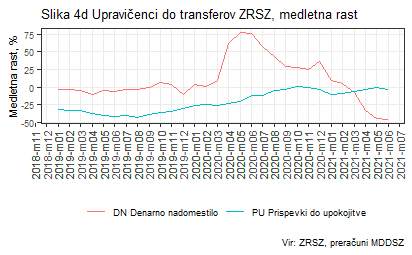 Slika 4d Upravičenci do transferov ZRSZ, medletna rast
Medletna rast, %
75
50
25
0
-25
-50
2018-m11
2018-m12
2019-m01
2019-m02
2019-m03
2019-m04
2019-m05
2019-m06
2019-m07
2019-m08
2019-m09
2019-m10
2019-m11
2019-m12
2020-m01
2020-m02
2020-m03
2020-m04
2020-m05
2020-m06
2020-m07
2020-m08
2020-m09
2020-m10
2020-m11
2020-m12
2021-m01
2021-m02
2021-m03
2021-m04
2021-m05
2021-m06
2021-m07
DN Denarno nadomestilo
PU Prispevki do upokojitve
Vir: ZRSZ, preračuni MDDSZ